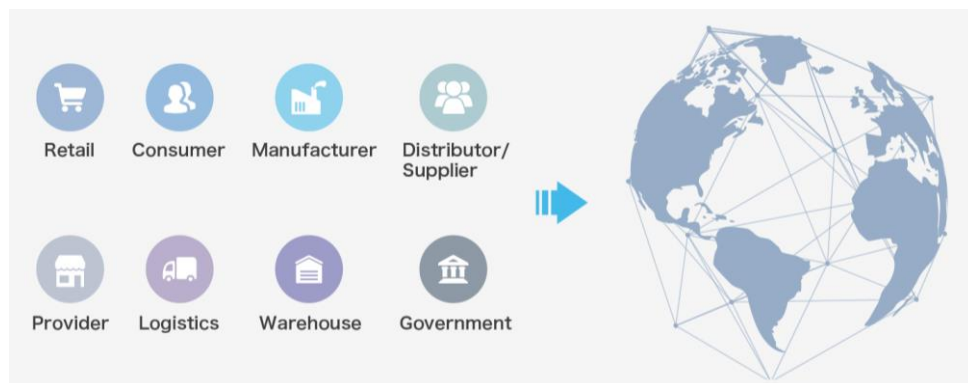 Retail
Consumer
Manufacturer
Distributor/
Supplier
Provider
Logistics
Warehouse
Government